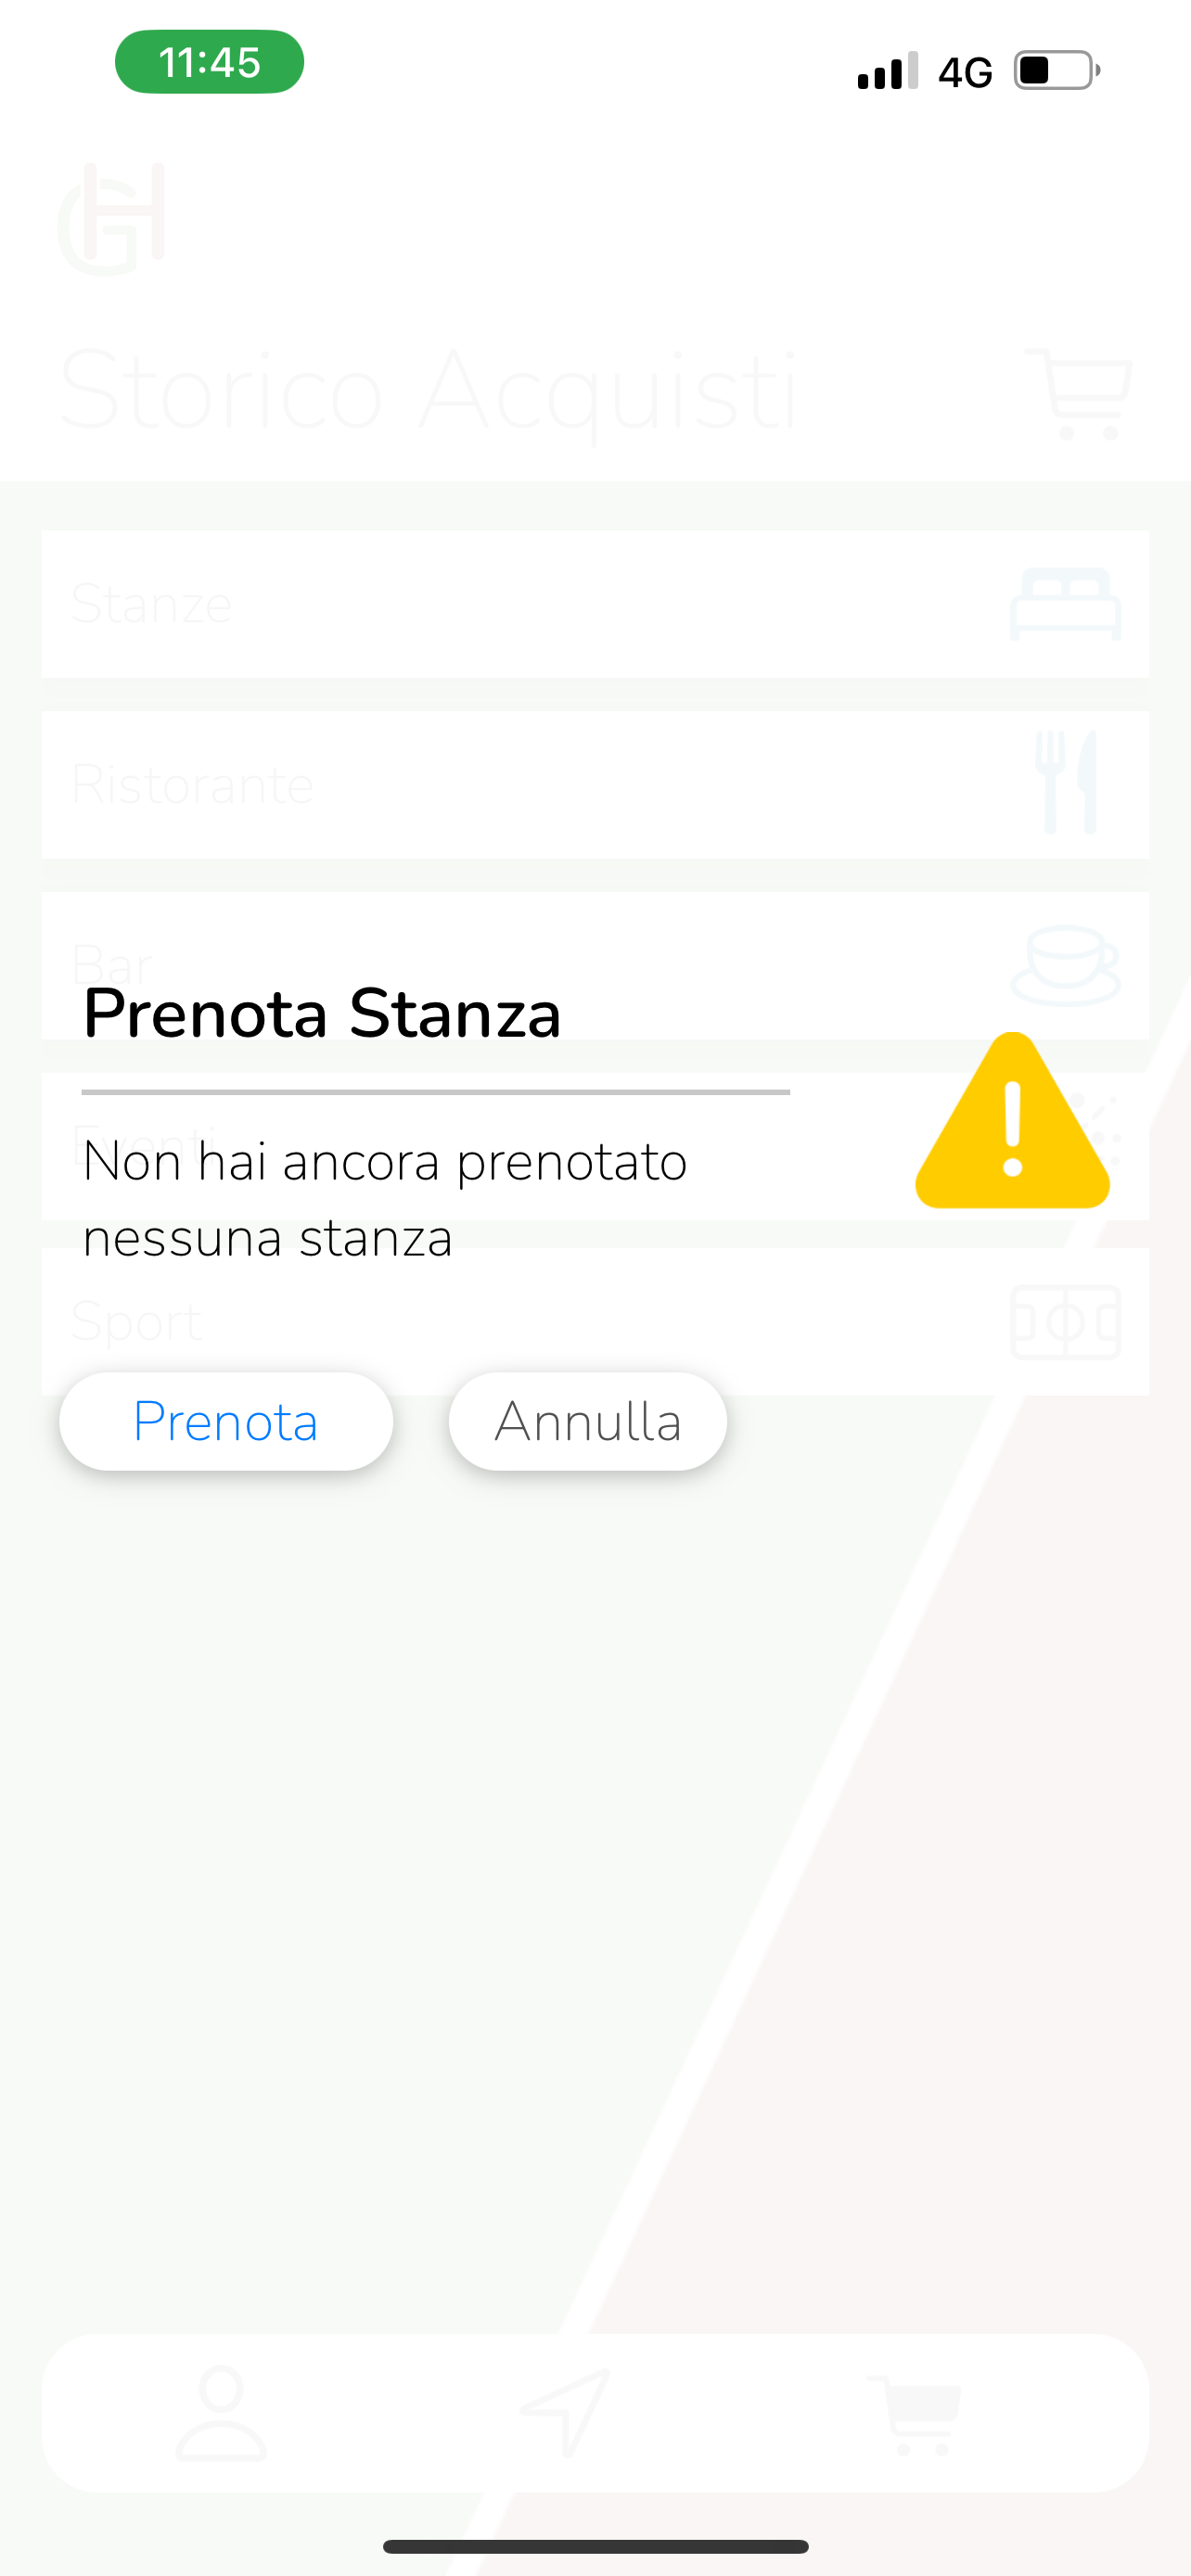 11:45
4G
GH
Storico Acquisti
Stanze
Ristorante
Bar
Prenota Stanza
Eventi
Non hai ancora prenotato
nessuna stanza
Sport
Prenota
Annulla